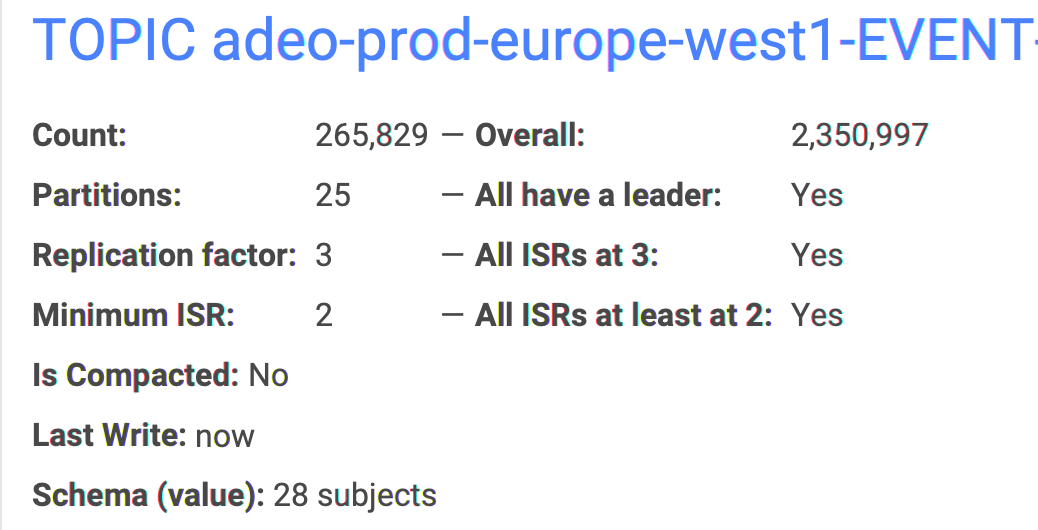 TOPIC adeo-prod-europe-west1-EVENT-
Count: 265,829 — Overall: 2,350,997
Partitions: 25 — All have a leader: Yes
Replication factor: 3 — All ISRs at 3: Yes
Minimum ISR: 2 — All ISRs at least at 2: Yes
Is Compacted: No
Last Write: now
Schema (value): 28 subjects